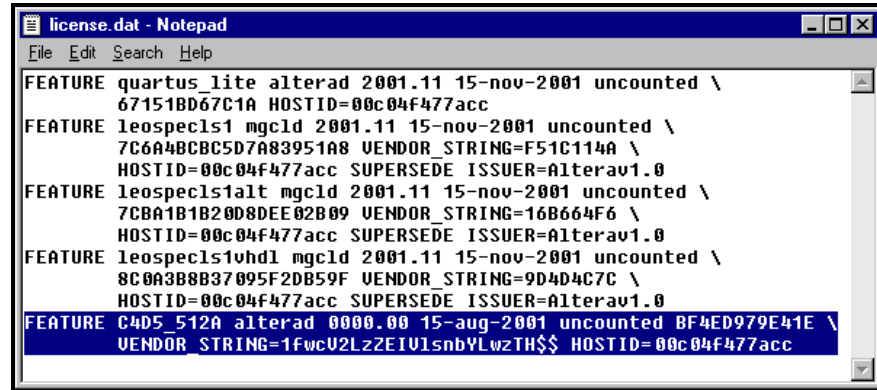 license.dat - Notepad
File Edit Search Help
FEATURE quartus_lite alterad 2001.11 15-nov-2001 uncounted \
67151BD67C1A HOSTID=00c04f477acc
FEATURE leospecls1 mgcld 2001.11 15-nov-2001 uncounted \
7C6A4BCBC5D7A83951A8 VENDOR_STRING=F51C114A \
HOSTID=00c04f477acc SUPERSEDE ISSUER=Alterav1.0
FEATURE leospecls1alt mgcld 2001.11 15-nov-2001 uncounted \
7CBA1B1B20D8DEE02B09 VENDOR_STRING=16B664F6 \
HOSTID=00c04f477acc SUPERSEDE ISSUER=Alterav1.0
FEATURE leospecls1vhdl mgcld 2001.11 15-nov-2001 uncounted \
8C0A3B8B37095F2DB59F VENDOR_STRING=9D4D4C7C \
HOSTID=00c04f477acc SUPERSEDE ISSUER=Alterav1.0
FEATURE C4D5_512A alterad 0000.00 15-aug-2001 uncounted BF4ED979E41E \
VENDOR_STRING=1fwcV2LzZEIVlsnbYLwzTH$$ HOSTID=00c04f477acc